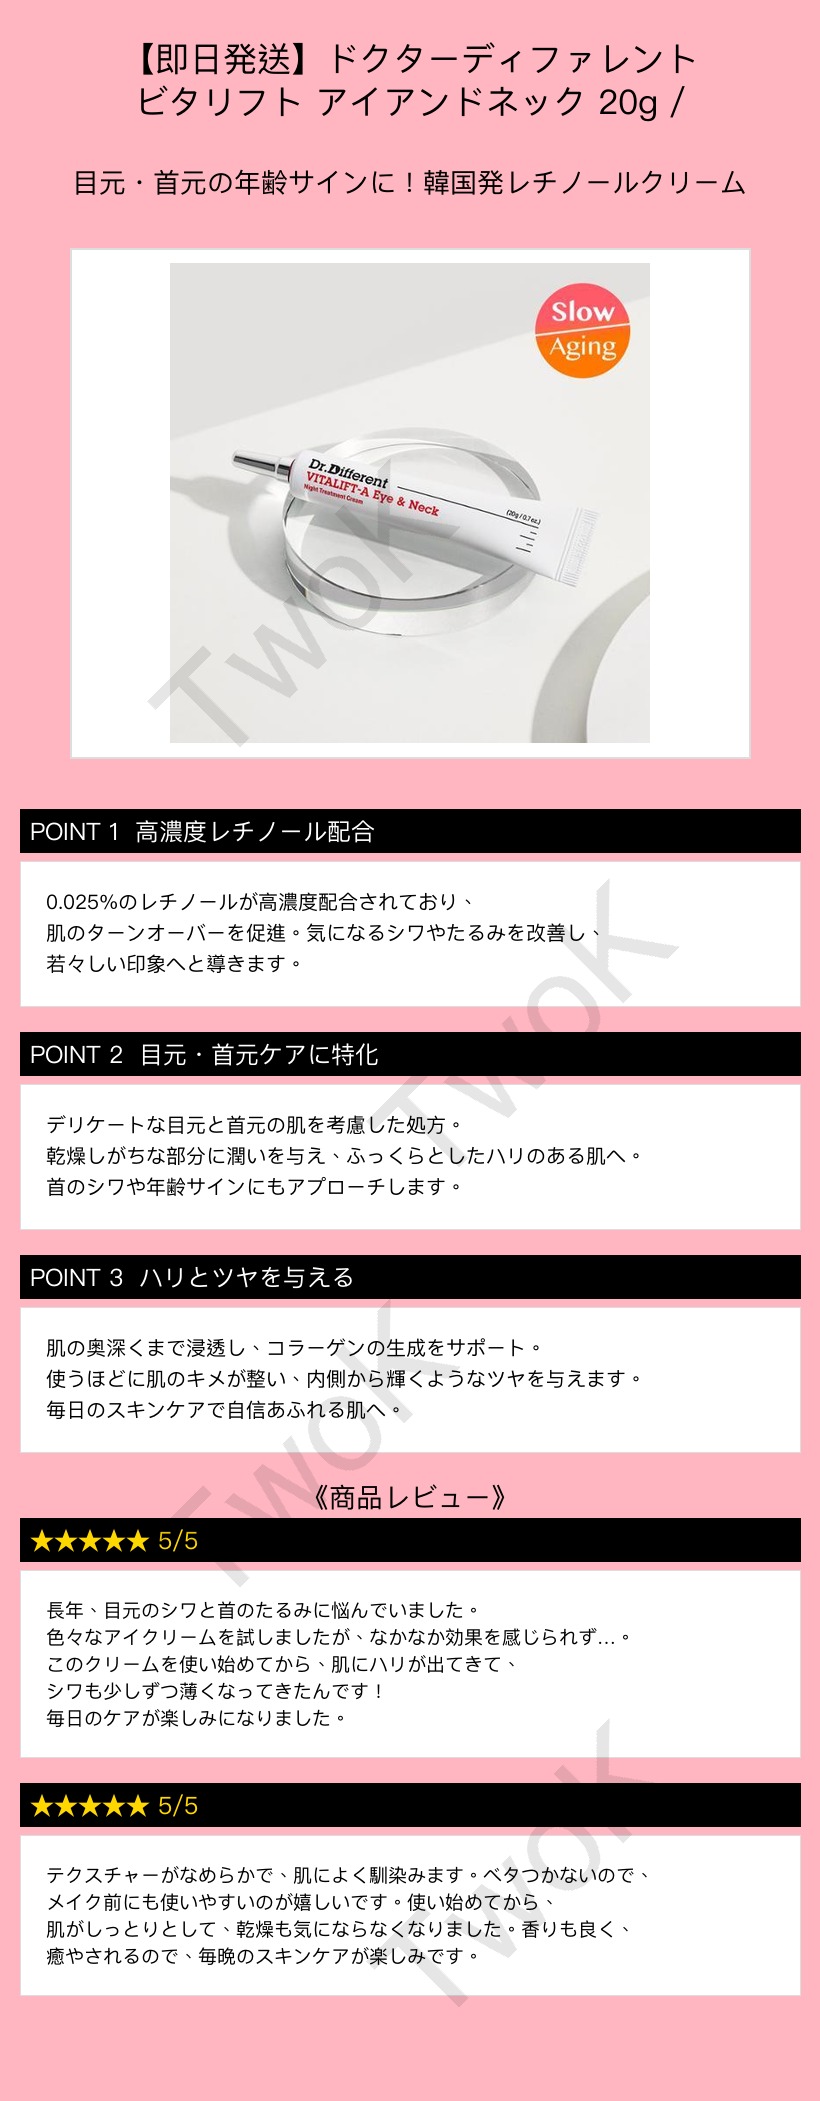 【即日発送】ドクターディファレント
ビタリフト アイアンドネック 20g /
目元・首元の年齢サインに！韓国発レチノールクリーム
Slow
Aging
Dr.Different
VITALIFT-A Eye & Neck
Night Treatment Cream
(20g / 0.7 oz.)
TwoK
POINT 1 高濃度レチノール配合
0.025%のレチノールが高濃度配合されており、
肌のターンオーバーを促進。気になるシワやたるみを改善し、
若々しい印象へと導きます。
TwoK
POINT 2 目元・首元ケアに特化
デリケートな目元と首元の肌を考慮した処方。
乾燥しがちな部分に潤いを与え、ふっくらとしたハリのある肌へ。
首のシワや年齢サインにもアプローチします。
POINT 3 ハリとツヤを与える
肌の奥深くまで浸透し、コラーゲンの生成をサポート。
使うほどに肌のキメが整い、内側から輝くようなツヤを与えます。
毎日のスキンケアで自信あふれる肌へ。
TwoK
《商品レビュー》
★★★★★ 5/5
長年、目元のシワと首のたるみに悩んでいました。
色々なアイクリームを試しましたが、なかなか効果を感じられず…。
このクリームを使い始めてから、肌にハリが出てきて、
シワも少しずつ薄くなってきたんです！
毎日のケアが楽しみになりました。
★★★★★ 5/5
テクスチャーがなめらかで、肌によく馴染みます。ベタつかないので、
メイク前にも使いやすいのが嬉しいです。使い始めてから、
肌がしっとりとして、乾燥も気にならなくなりました。香りも良く、
癒やされるので、毎晩のスキンケアが楽しみです。
TwoK